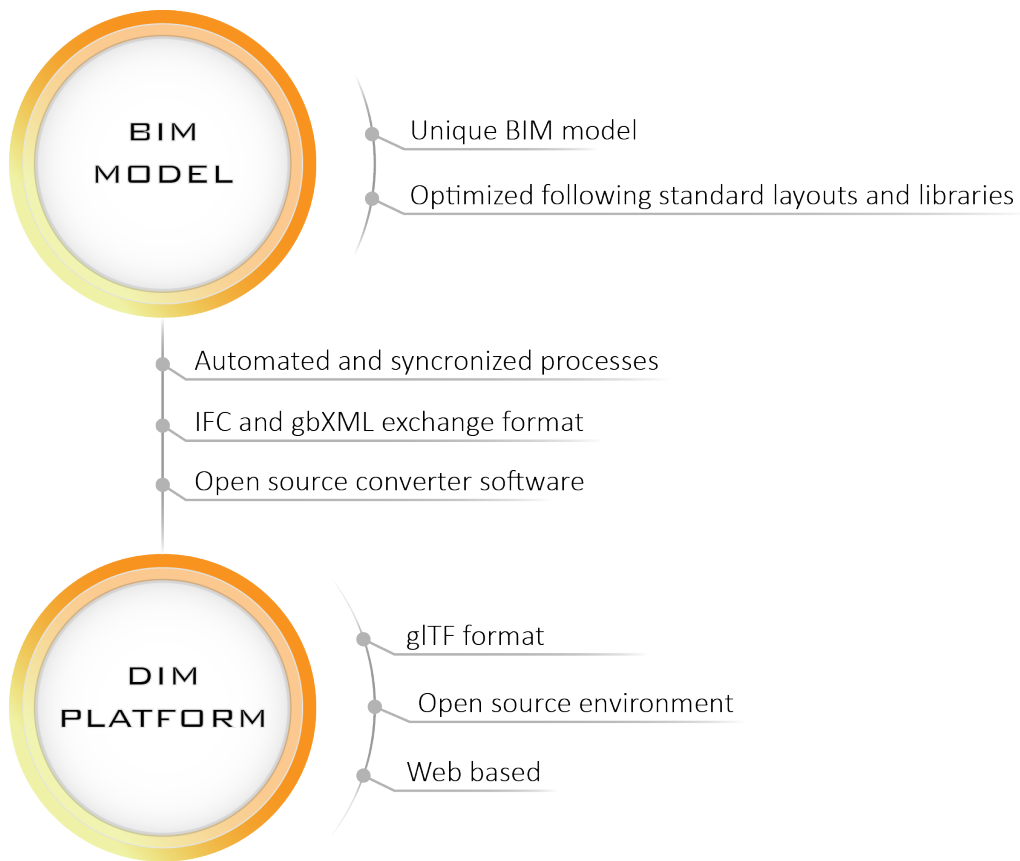 BIM
MODEL
Unique BIM model
Optimized following standard layouts and libraries
Automated and syncronized processes
IFC and gbXML exchange format
Open source converter software
DIM
PLATFORM
glTF format
Open source environment
Web based